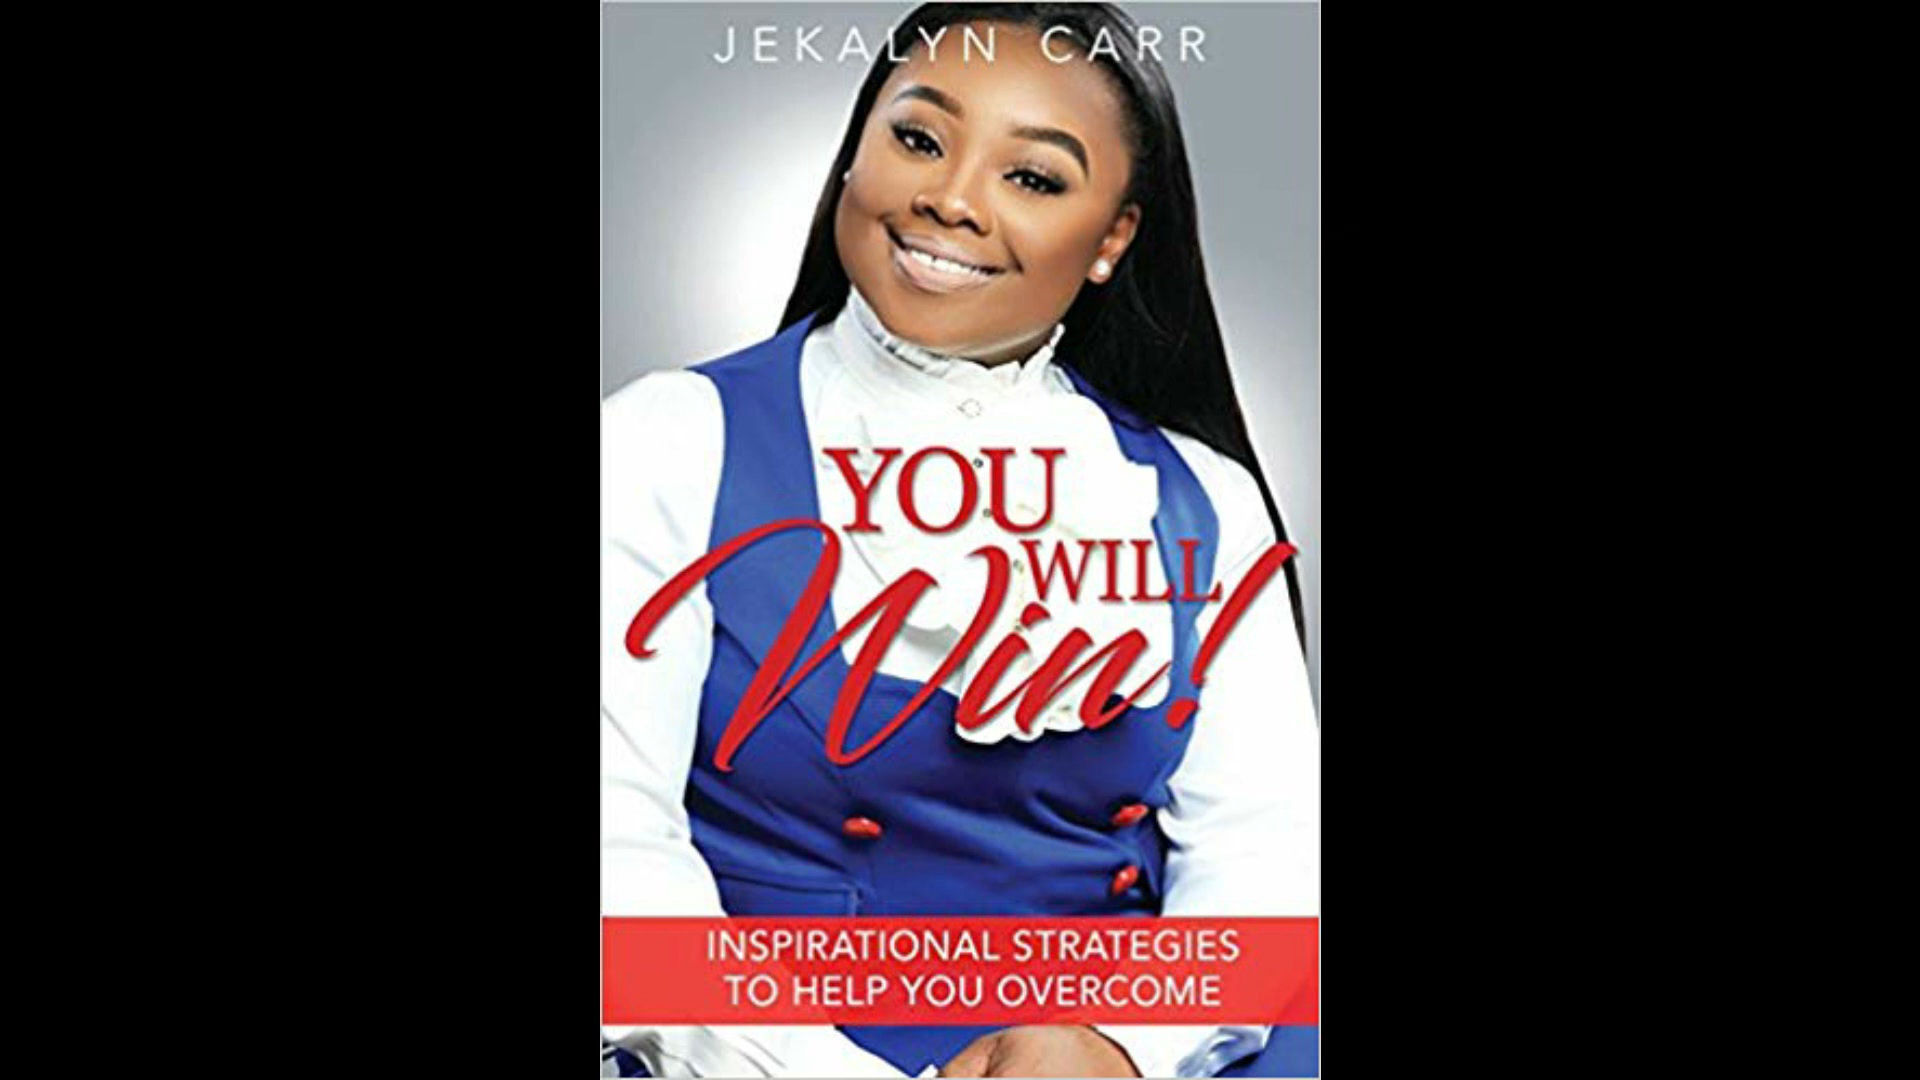 JEKALYN CARR
YOU
WILL
Win!
INSPIRATIONAL STRATEGIES
TO HELP YOU OVERCOME